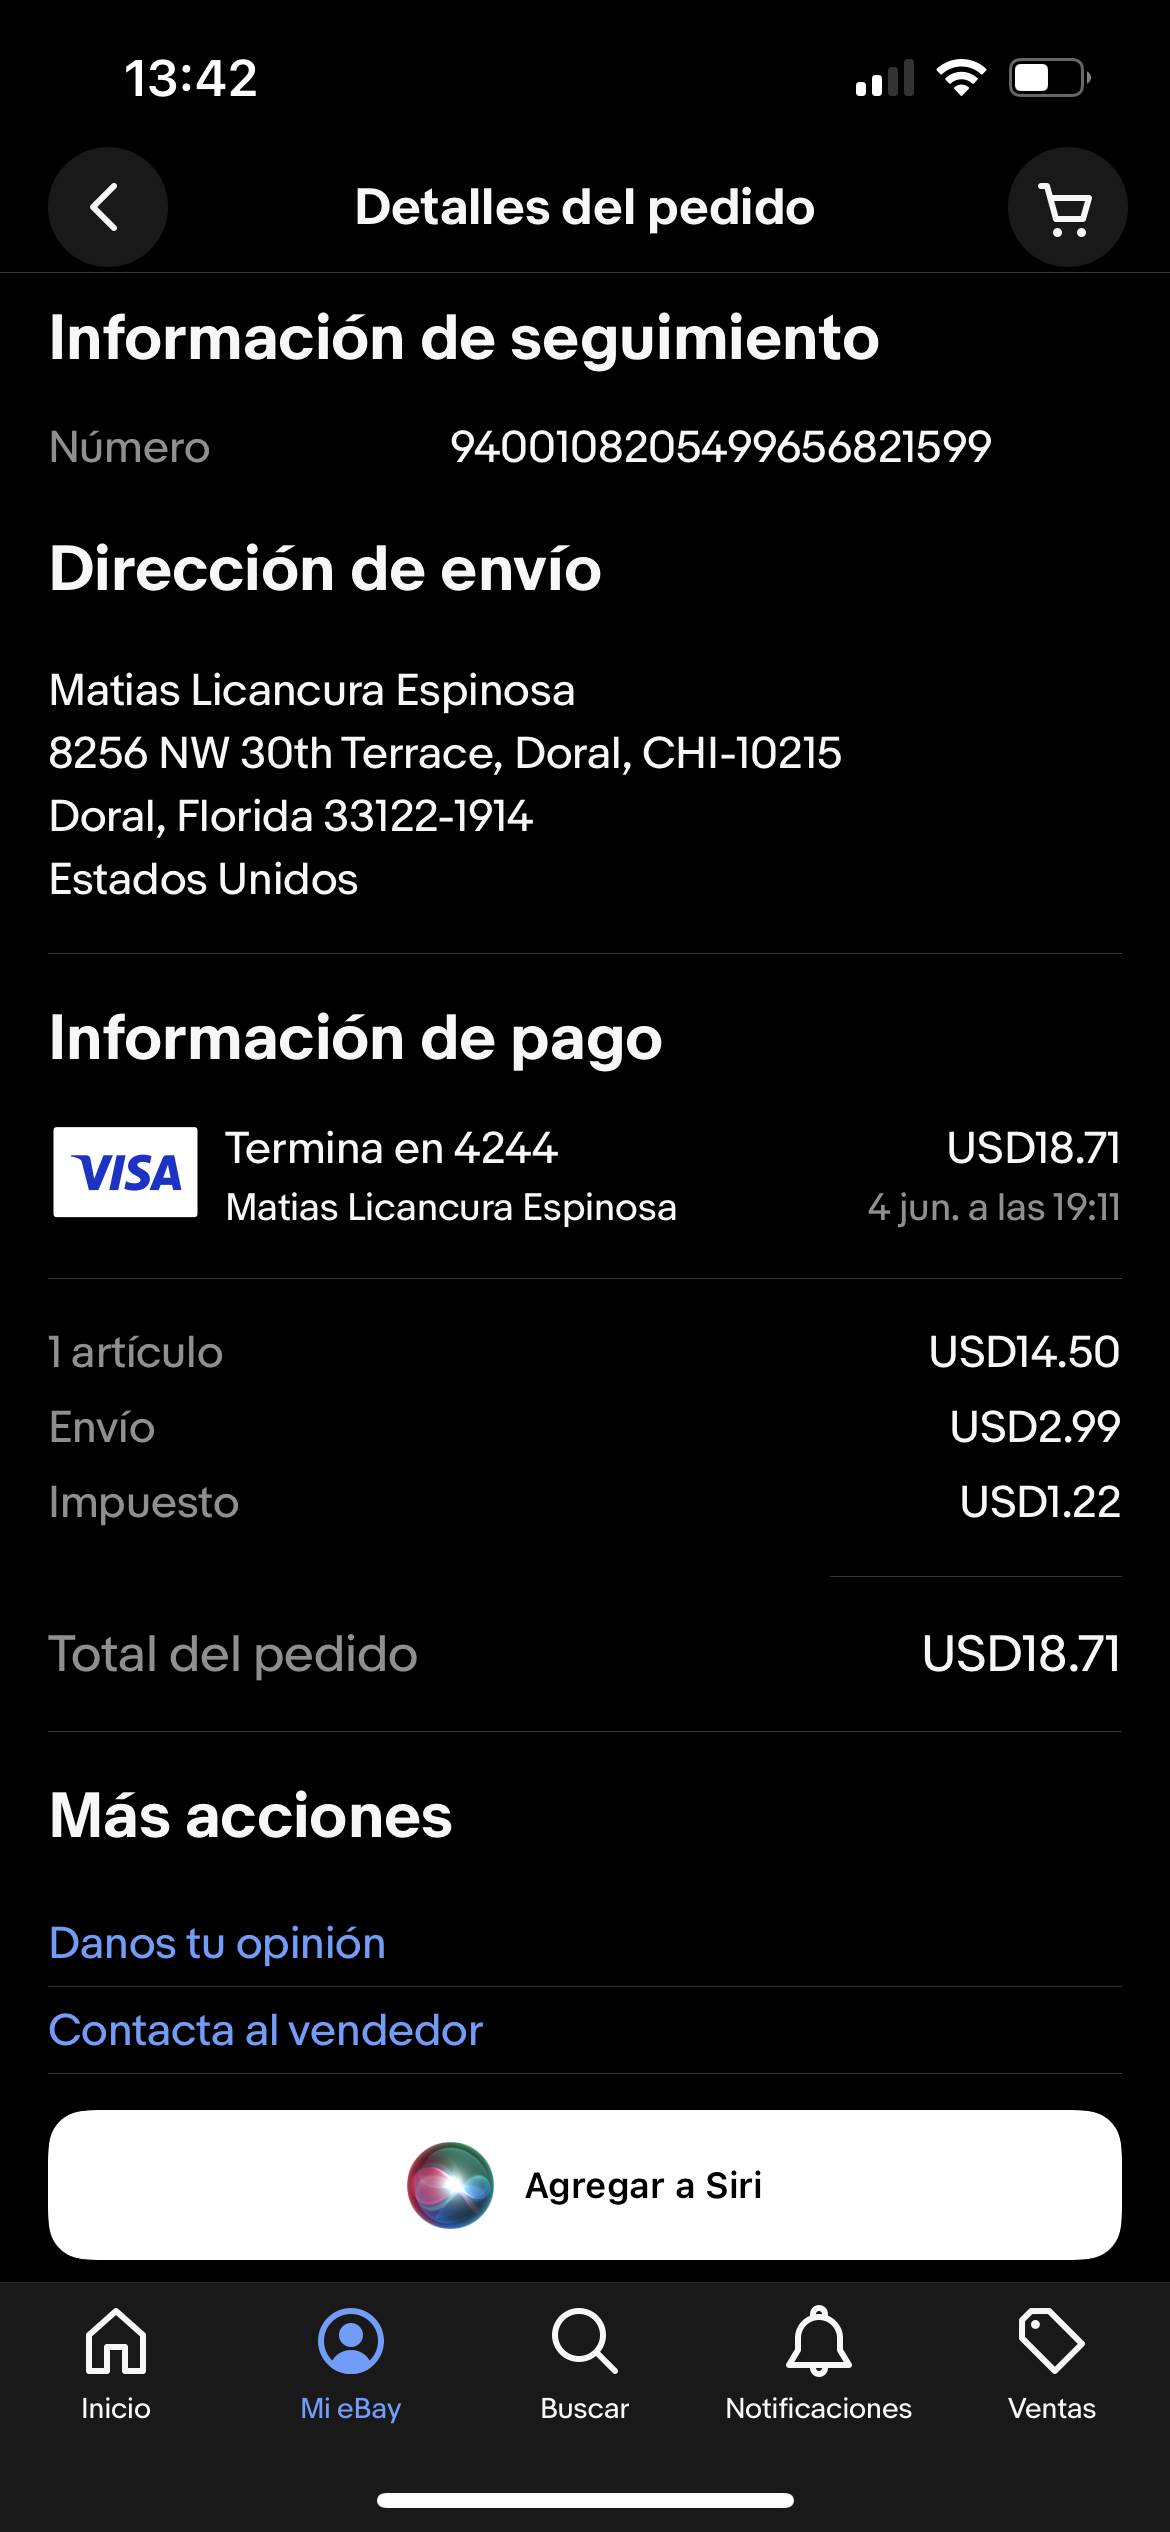 13:42
Detalles del pedido
Información de seguimiento
Número 9400108205499656821599
Dirección de envío
Matias Licancura Espinosa
8256 NW 30th Terrace, Doral, CHI-10215
Doral, Florida 33122-1914
Estados Unidos
Información de pago
VISA Termina en 4244 USD18.71
Matias Licancura Espinosa 4 jun. a las 19:11
1 artículo USD14.50
Envío USD2.99
Impuesto USD1.22
Total del pedido USD18.71
Más acciones
Danos tu opinión
Contacta al vendedor
Agregar a Siri
Inicio Mi eBay Buscar Notificaciones Ventas